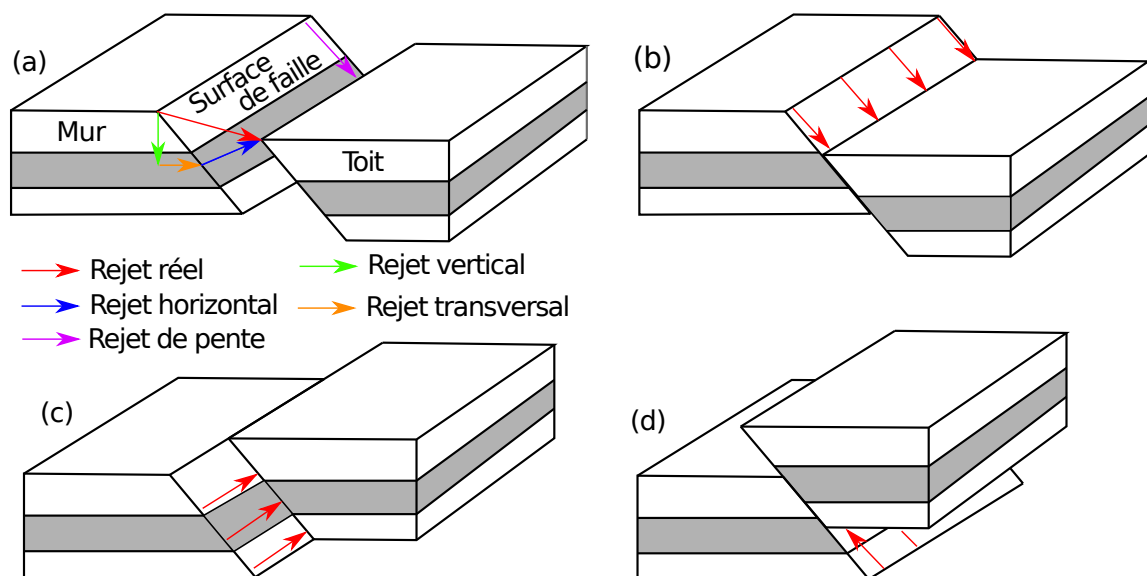 (a)
Surface
de faille
Mur
Toit
(b)
Rejet réel
Rejet vertical
Rejet horizontal
Rejet transversal
Rejet de pente
(c)
(d)